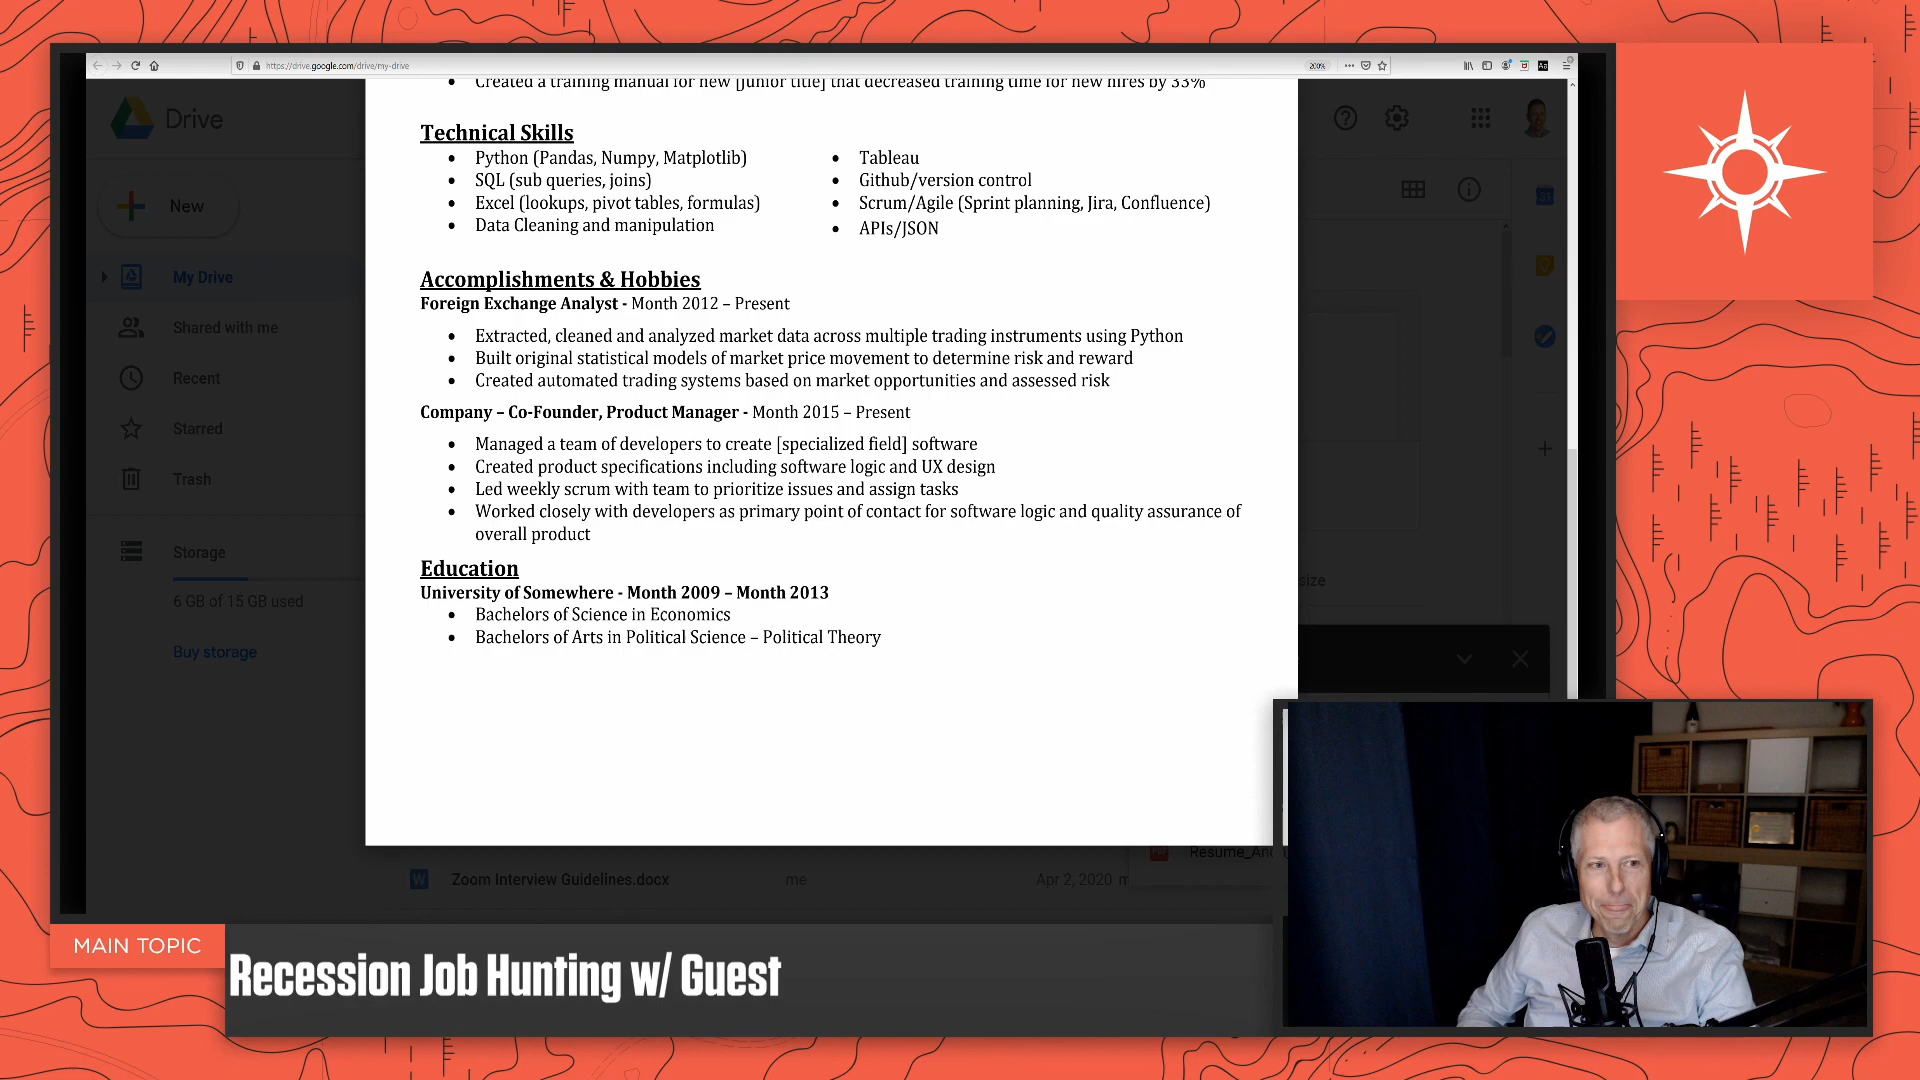 https://drive.google.com/drive/my-drive
200%
Created a training manual for new [junior title] that decreased training time for new hires by 33%
Drive
New
My Drive
Shared with me
Recent
Starred
Trash
Storage
6 GB of 15 GB used
Buy storage
Technical Skills
Python (Pandas, Numpy, Matplotlib)
SQL (sub queries, joins)
Excel (lookups, pivot tables, formulas)
Data Cleaning and manipulation
Tableau
Github/version control
Scrum/Agile (Sprint planning, Jira, Confluence)
APIs/JSON
Accomplishments & Hobbies
Foreign Exchange Analyst - Month 2012 – Present
Extracted, cleaned and analyzed market data across multiple trading instruments using Python
Built original statistical models of market price movement to determine risk and reward
Created automated trading systems based on market opportunities and assessed risk
Company – Co-Founder, Product Manager - Month 2015 – Present
Managed a team of developers to create [specialized field] software
Created product specifications including software logic and UX design
Led weekly scrum with team to prioritize issues and assign tasks
Worked closely with developers as primary point of contact for software logic and quality assurance of
overall product
Education
University of Somewhere - Month 2009 – Month 2013
Bachelors of Science in Economics
Bachelors of Arts in Political Science – Political Theory
size
31
W
Zoom Interview Guidelines.docx
me
Apr 2, 2020 m
MAIN TOPIC
Recession Job Hunting w/ Guest